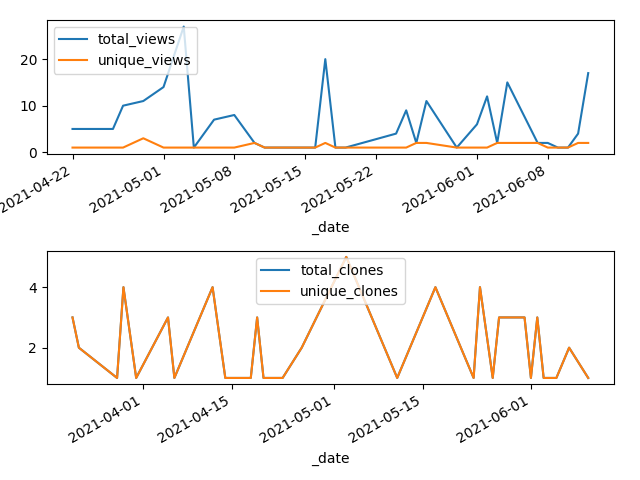 total_views
unique_views
20
10
0
2021-04-22
2021-05-01
2021-05-08
2021-05-15
2021-05-22
2021-06-01
2021-06-08
_date
total_clones
unique_clones
4
2
2021-04-01
2021-04-15
2021-05-01
2021-05-15
2021-06-01
_date